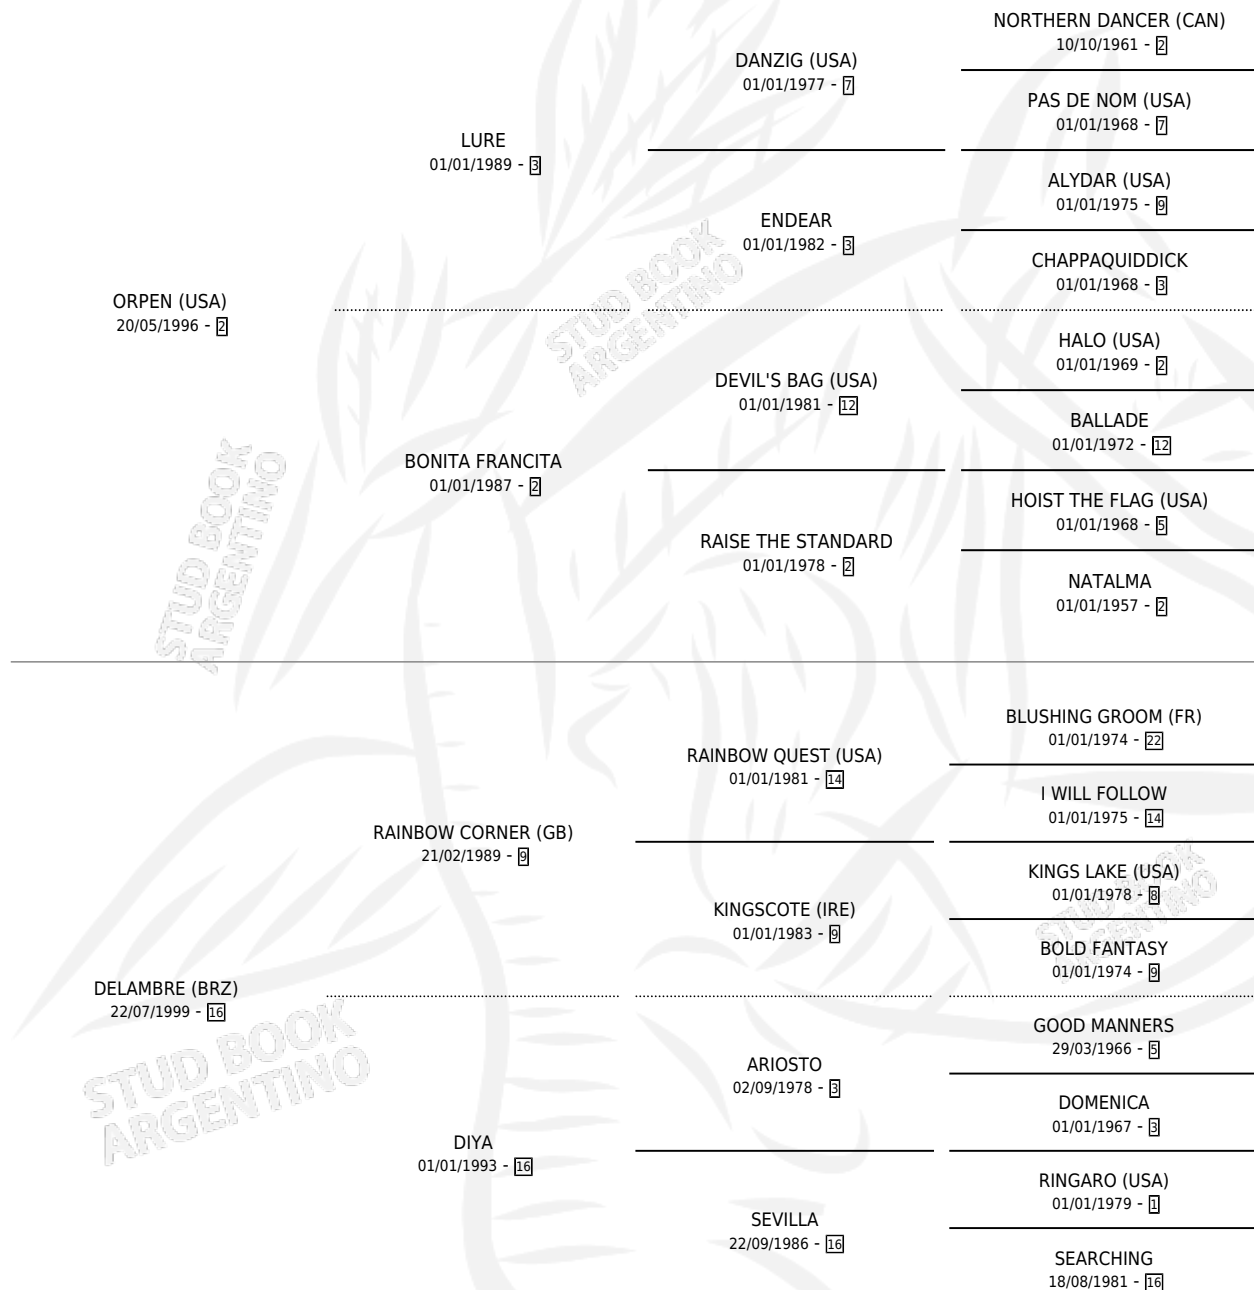 NORTHERN DANCER (CAN)
10/10/1961 - 2
DANZIG (USA)
01/01/1977 - 7
PAS DE NOM (USA)
01/01/1968 - 7
LURE
01/01/1989 - 3
ALYDAR (USA)
01/01/1975 - 9
ENDEAR
01/01/1982 - 3
CHAPPAQUIDDICK
01/01/1968 - 3
ORPEN (USA)
20/05/1996 - 2
STUD BOOK
ARGENTINO
HALO (USA)
01/01/1969 - 2
DEVIL'S BAG (USA)
01/01/1981 - 12
BALLADE
01/01/1972 - 12
BONITA FRANCITA
01/01/1987 - 2
HOIST THE FLAG (USA)
01/01/1968 - 5
RAISE THE STANDARD
01/01/1978 - 2
NATALMA
01/01/1957 - 2
STUD BOOK
ARGENTINO
BLUSHING GROOM (FR)
01/01/1974 - 22
RAINBOW QUEST (USA)
01/01/1981 - 14
I WILL FOLLOW
01/01/1975 - 14
RAINBOW CORNER (GB)
21/02/1989 - 9
KINGS LAKE (USA)
01/01/1978 - 8
KINGSCOTE (IRE)
01/01/1983 - 9
BOLD FANTASY
01/01/1974 - 9
STUD BOOK
ARGENTINO
DELAMBRE (BRZ)
22/07/1999 - 16
STUD BOOK
ARGENTINO
GOOD MANNERS
29/03/1966 - 5
ARIOSTO
02/09/1978 - 3
DOMENICA
01/01/1967 - 3
DIYA
01/01/1993 - 16
RINGARO (USA)
01/01/1979 - 1
SEVILLA
22/09/1986 - 16
SEARCHING
18/08/1981 - 16